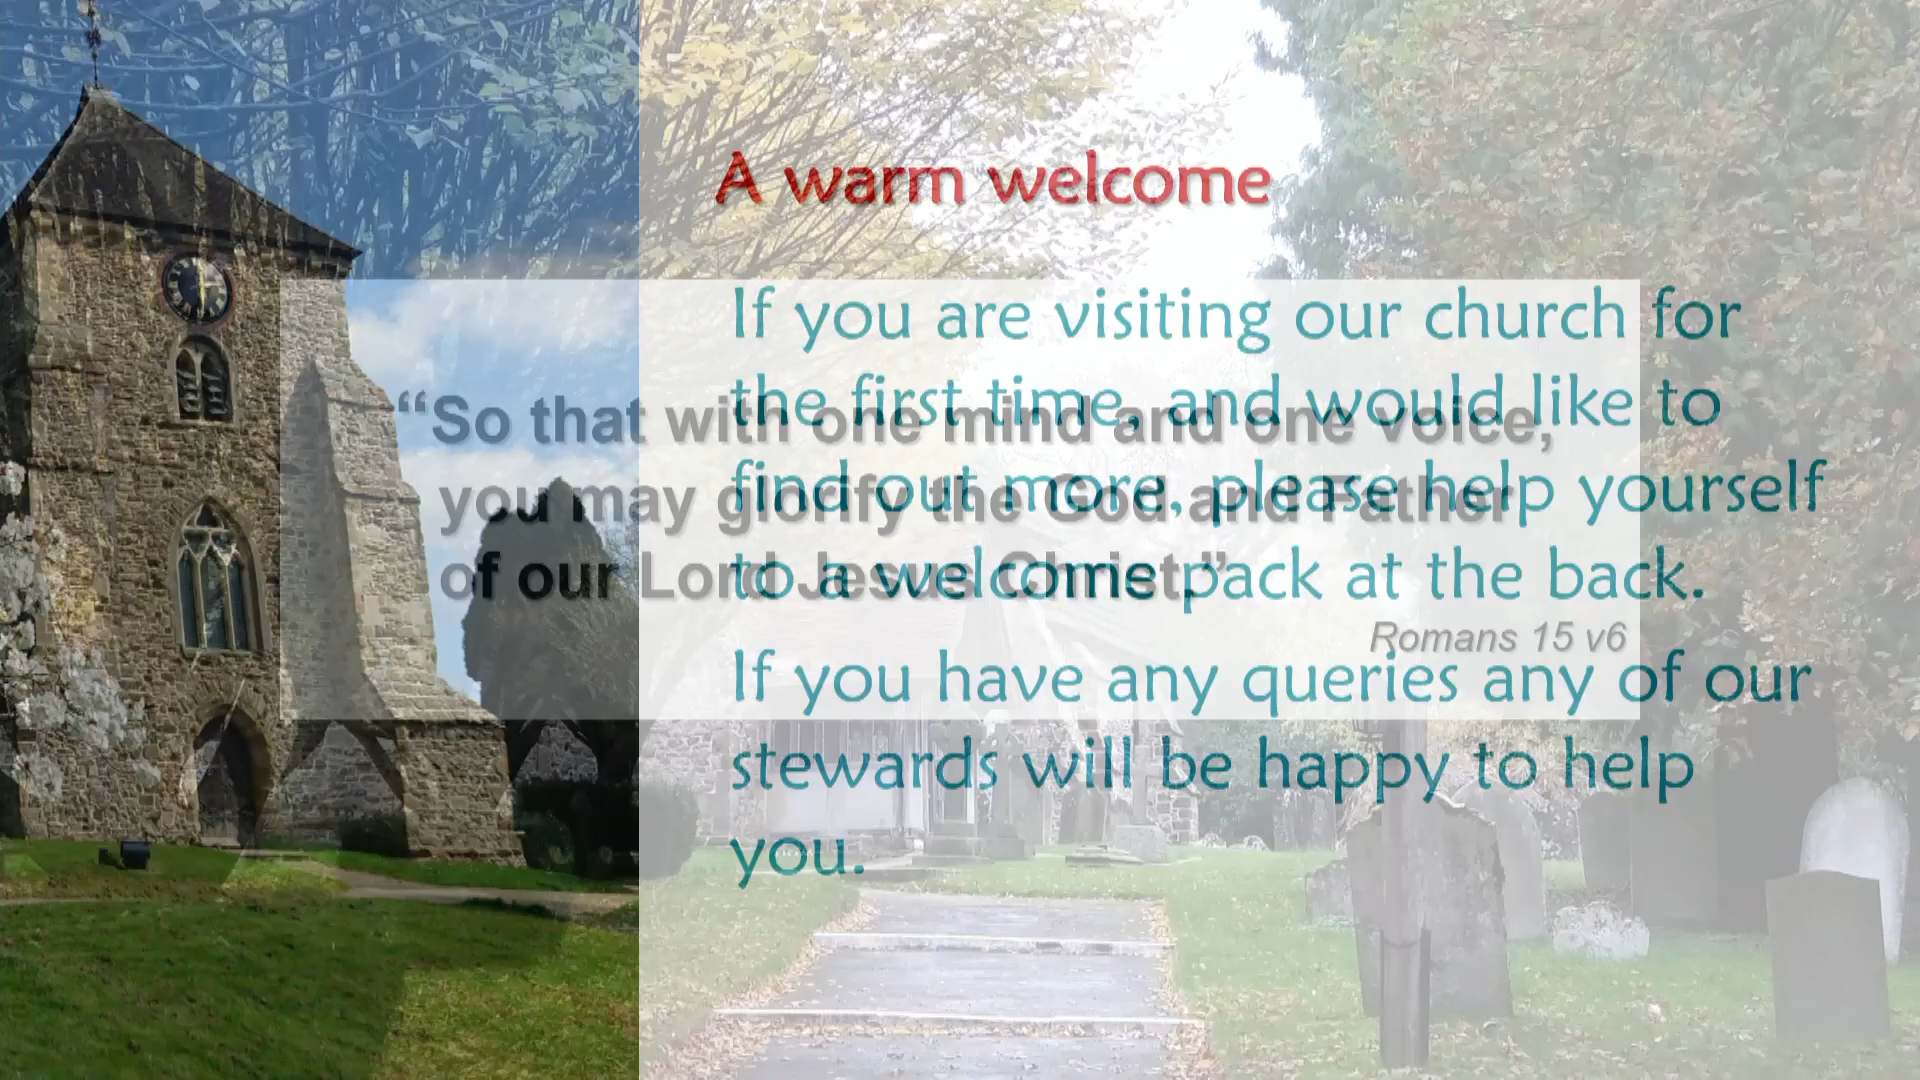 A warm welcome
If you are visiting our church for
the first time, and would like to
find out more, please help yourself
to a welcome pack at the back.
If you have any queries any of our
stewards will be happy to help
you.
“So that with one mind and one voice,
you may glorify the God and Father
of our Lord Jesus Christ.”
Romans 15 v6